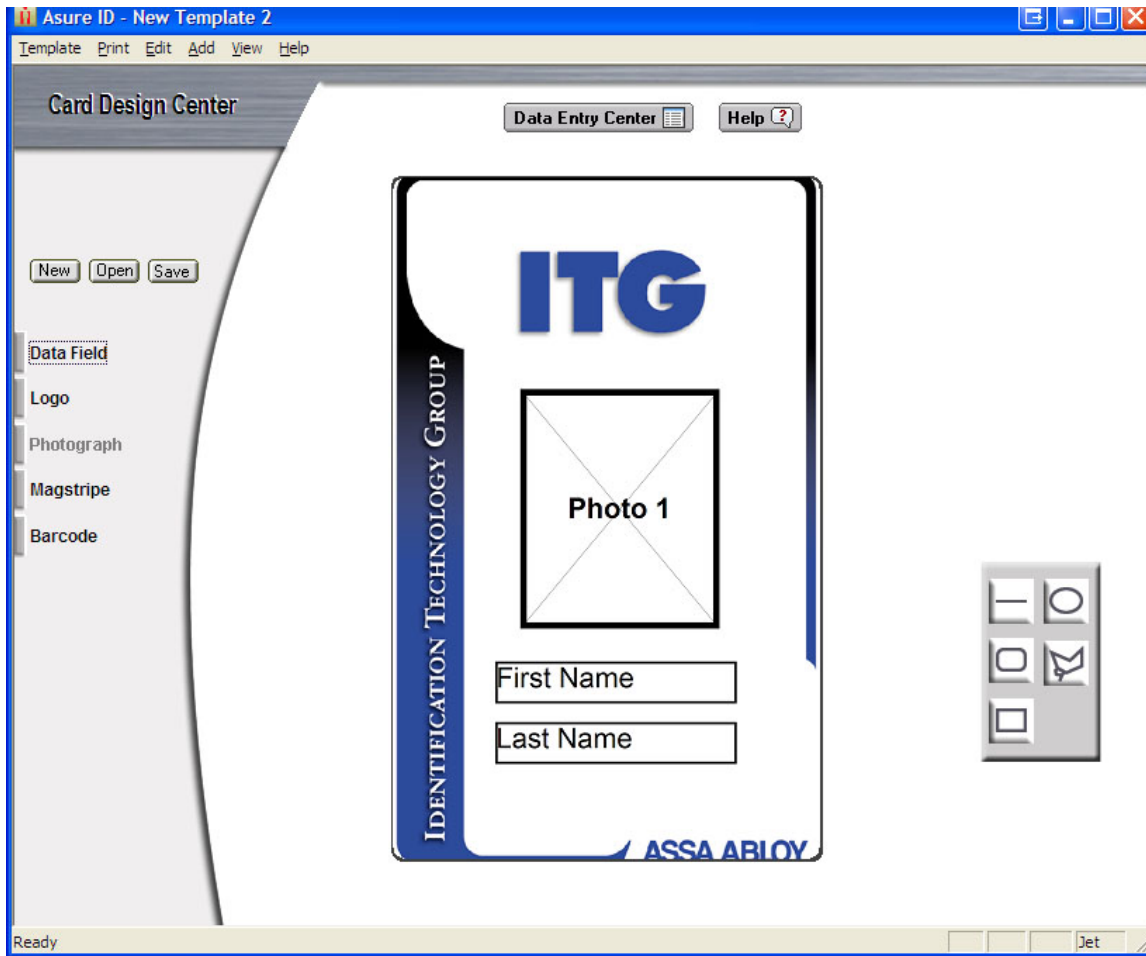 Asure ID - New Template 2
Template Print Edit Add View Help
Card Design Center
Data Entry Center
Help ?
New Open Save
Data Field
Logo
Photograph
Magstripe
Barcode
ITG
IDENTIFICATION TECHNOLOGY GROUP
Photo 1
First Name
Last Name
ASSA ABLOY
Ready
Jet